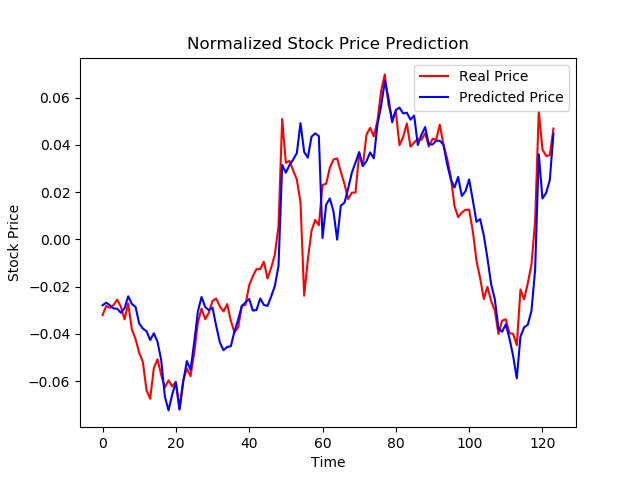 Normalized Stock Price Prediction
Real Price
Predicted Price
0.06
0.04
0.02
0.00
−0.02
−0.04
−0.06
Stock Price
0 20 40 60 80 100 120
Time